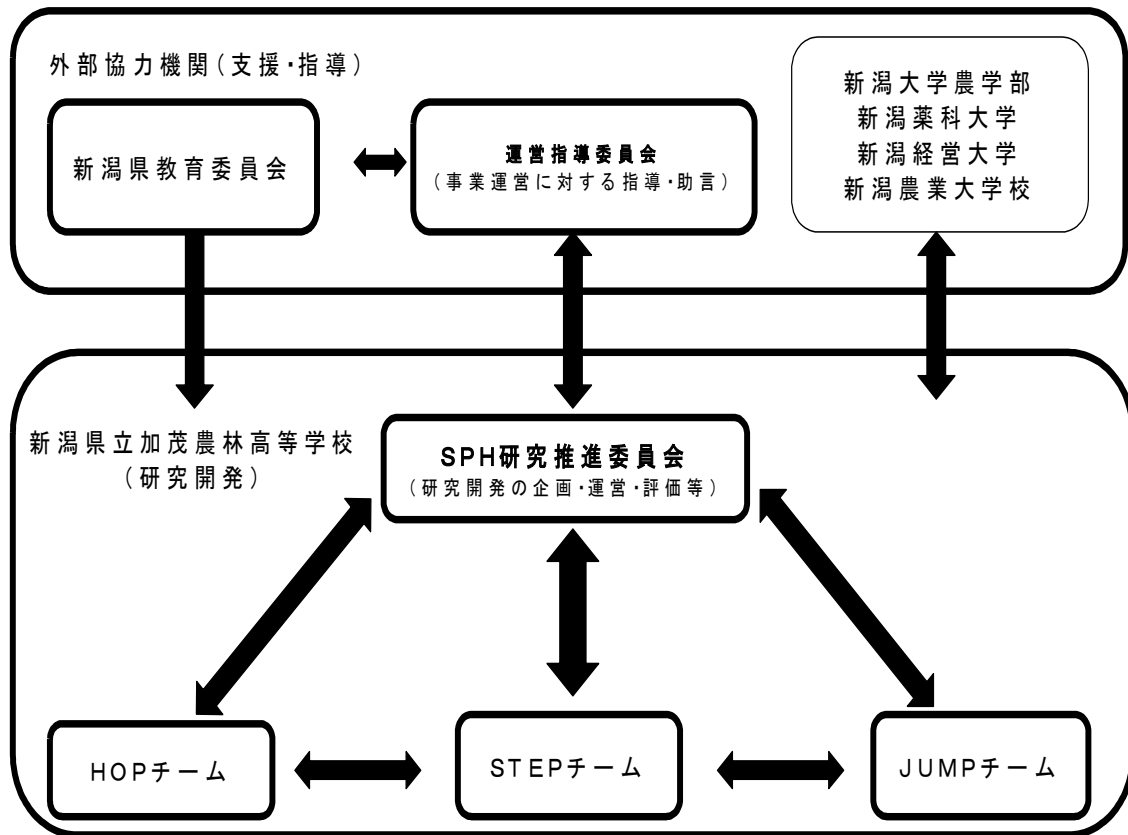 外部協力機関(支援・指導)
新潟県教育委員会
運営指導委員会
(事業運営に対する指導・助言)
新潟大学農学部
新潟薬科大学
新潟経営大学
新潟農業大学校
新潟県立加茂農林高等学校
(研究開発)
SPH研究推進委員会
(研究開発の企画・運営・評価等)
HOPチーム
STEPチーム
JUMPチーム